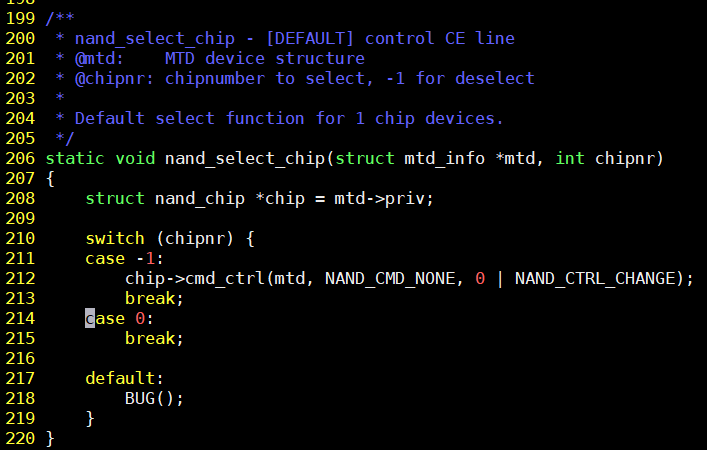 198
199 /**
200  * nand_select_chip - [DEFAULT] control CE line
201  * @mtd:    MTD device structure
202  * @chipnr: chipnumber to select, -1 for deselect
203  *
204  * Default select function for 1 chip devices.
205  */
206 static void nand_select_chip(struct mtd_info *mtd, int chipnr)
207 {
208     struct nand_chip *chip = mtd->priv;
209
210     switch (chipnr) {
211     case -1:
212         chip->cmd_ctrl(mtd, NAND_CMD_NONE, 0 | NAND_CTRL_CHANGE);
213         break;
214     case 0:
215         break;
216
217     default:
218         BUG();
219     }
220 }